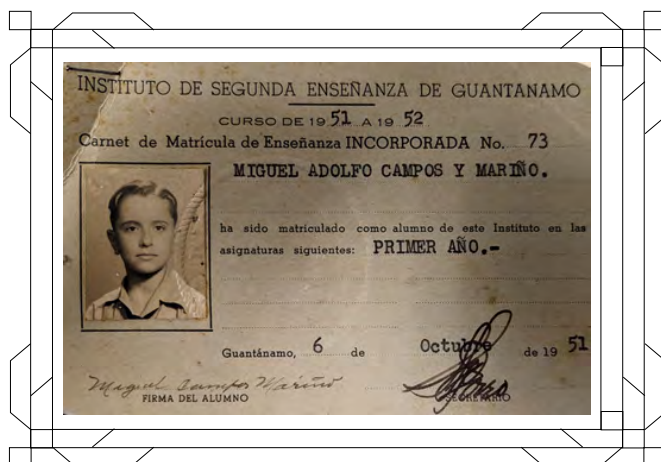 INSTITUTO DE SEGUNDA ENSEÑANZA DE GUANTANAMO
CURSO DE 1951 A 1952
Carnet de Matrícula de Enseñanza INCORPORADA No. 73
MIGUEL ADOLFO CAMPOS Y MARIÑO.
ha sido matriculado como alumno de este Instituto en las
asignaturas siguientes: PRIMER AÑO.-
Guantánamo, 6 de Octubre de 1951
Miguel Campos Mariño
FIRMA DEL ALUMNO
SECRETARIO